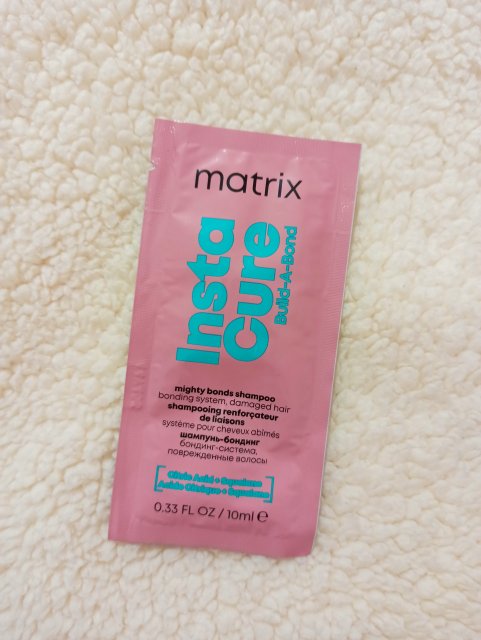 matrix
Insta
Cure
Build-A-Bond
mighty bonds shampoo
bonding system, damaged hair
shampooing renforçateur
de liaisons
système pour cheveux abîmés
шампунь-бондинг
бондинг-система,
поврежденные волосы
Citric Acid + Squalane
Acide Citrique + Squalane
0.33 FL OZ / 10ml ℮